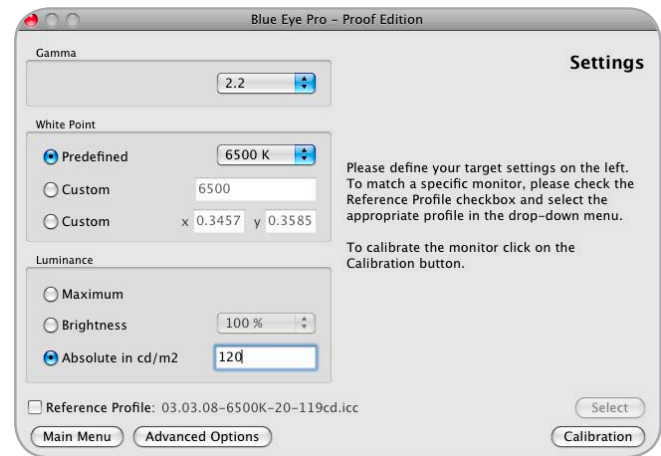 Blue Eye Pro – Proof Edition
Gamma
2.2
Settings
White Point
Predefined 6500 K
Custom 6500
Custom x 0.3457 y 0.3585
Please define your target settings on the left.
To match a specific monitor, please check the
Reference Profile checkbox and select the
appropriate profile in the drop-down menu.
To calibrate the monitor click on the
Calibration button.
Luminance
Maximum
Brightness 100 %
Absolute in cd/m2 120
Reference Profile: 03.03.08-6500K-20-119cd.icc Select
Main Menu Advanced Options Calibration